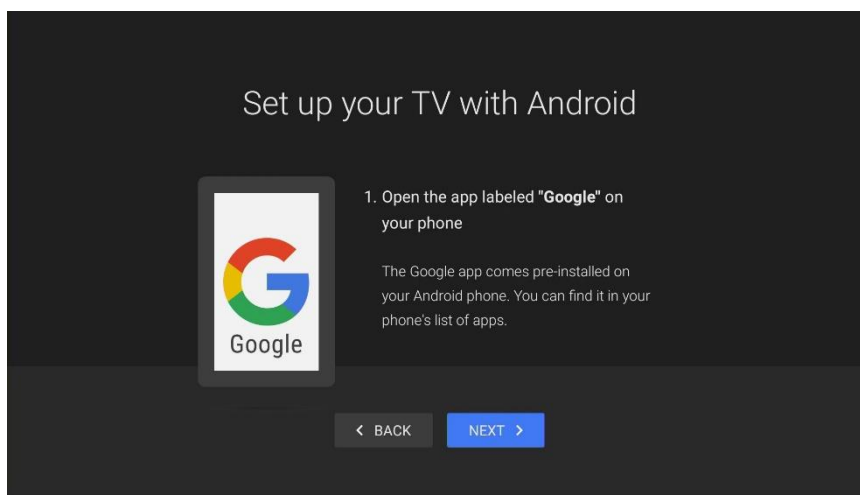 Set up your TV with Android
1. Open the app labeled "Google" on
your phone
The Google app comes pre-installed on
your Android phone. You can find it in your
phone's list of apps.
Google
BACK
NEXT